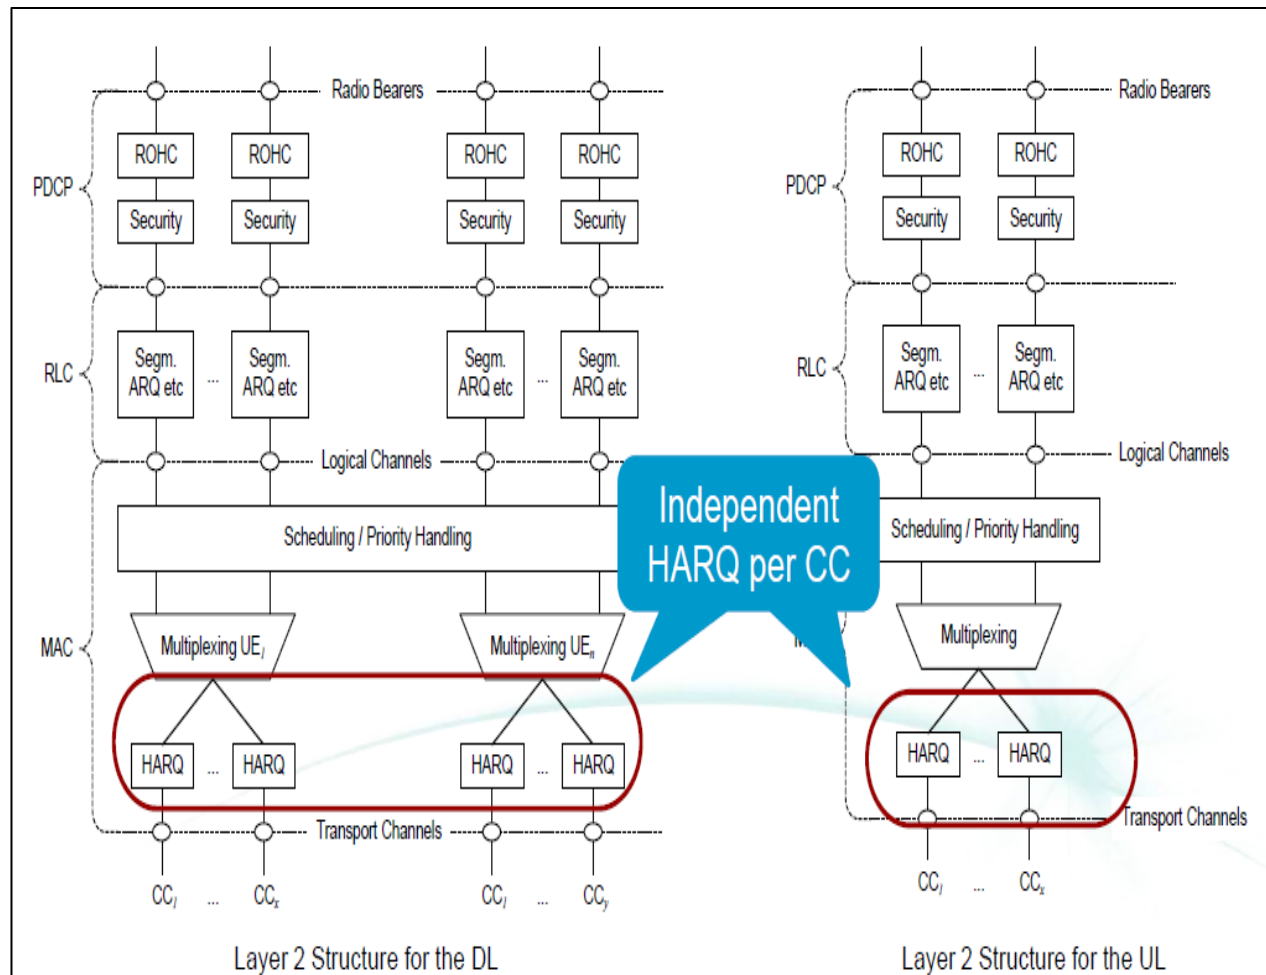 Radio Bearers
Radio Bearers
ROHC ROHC ROHC ROHC ROHC ROHC
PDCP PDCP
Security Security Security Security Security Security
RLC Segm. ARQ etc ... Segm. ARQ etc Segm. ARQ etc ... Segm. ARQ etc RLC Segm. ARQ etc ... Segm. ARQ etc
Logical Channels Logical Channels
Independent
HARQ per CC
Scheduling / Priority Handling Scheduling / Priority Handling
MAC Multiplexing UE1 Multiplexing UEn M Multiplexing
HARQ ... HARQ HARQ ... HARQ HARQ ... HARQ
Transport Channels Transport Channels
CC1 ... CCx CC1 ... CCy CC1 ... CCx
Layer 2 Structure for the DL Layer 2 Structure for the UL